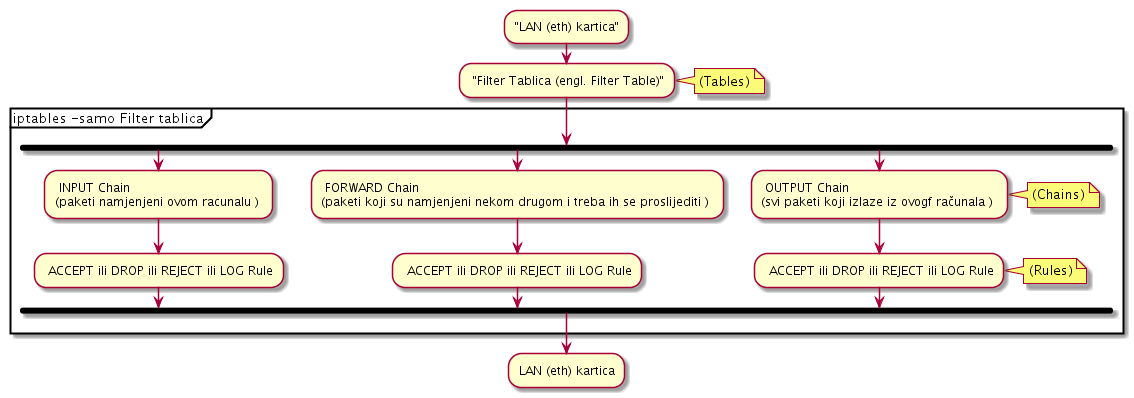 "LAN (eth) kartica"
"Filter Tablica (engl. Filter Table)"
(Tables)
iptables -samo Filter tablica
INPUT Chain
(paketi namjenjeni ovom racunalu )
FORWARD Chain
(paketi koji su namjenjeni nekom drugom i treba ih se proslijediti )
OUTPUT Chain
(svi paketi koji izlaze iz ovogf računala )
(Chains)
ACCEPT ili DROP ili REJECT ili LOG Rule
ACCEPT ili DROP ili REJECT ili LOG Rule
ACCEPT ili DROP ili REJECT ili LOG Rule
(Rules)
LAN (eth) kartica